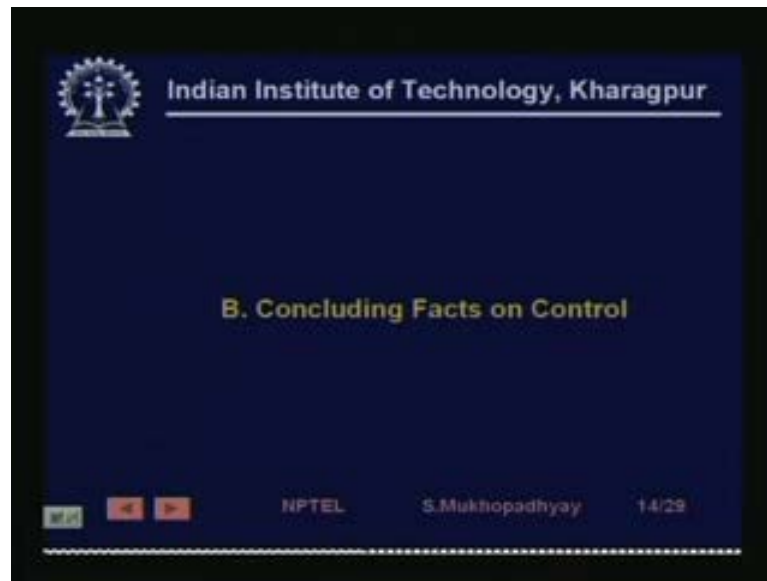 Indian Institute of Technology, Kharagpur
B. Concluding Facts on Control
NPTEL S.Mukhopadhyay 14/29